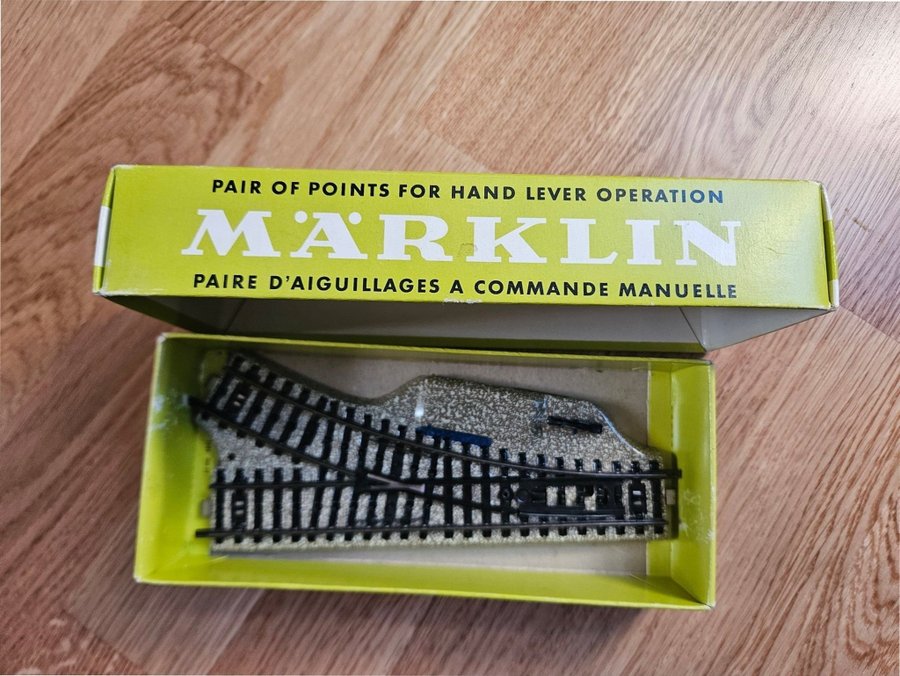 PAIR OF POINTS FOR HAND LEVER OPERATION
MÄRKLIN
PAIRE D'AIGUILLAGES A COMMANDE MANUELLE